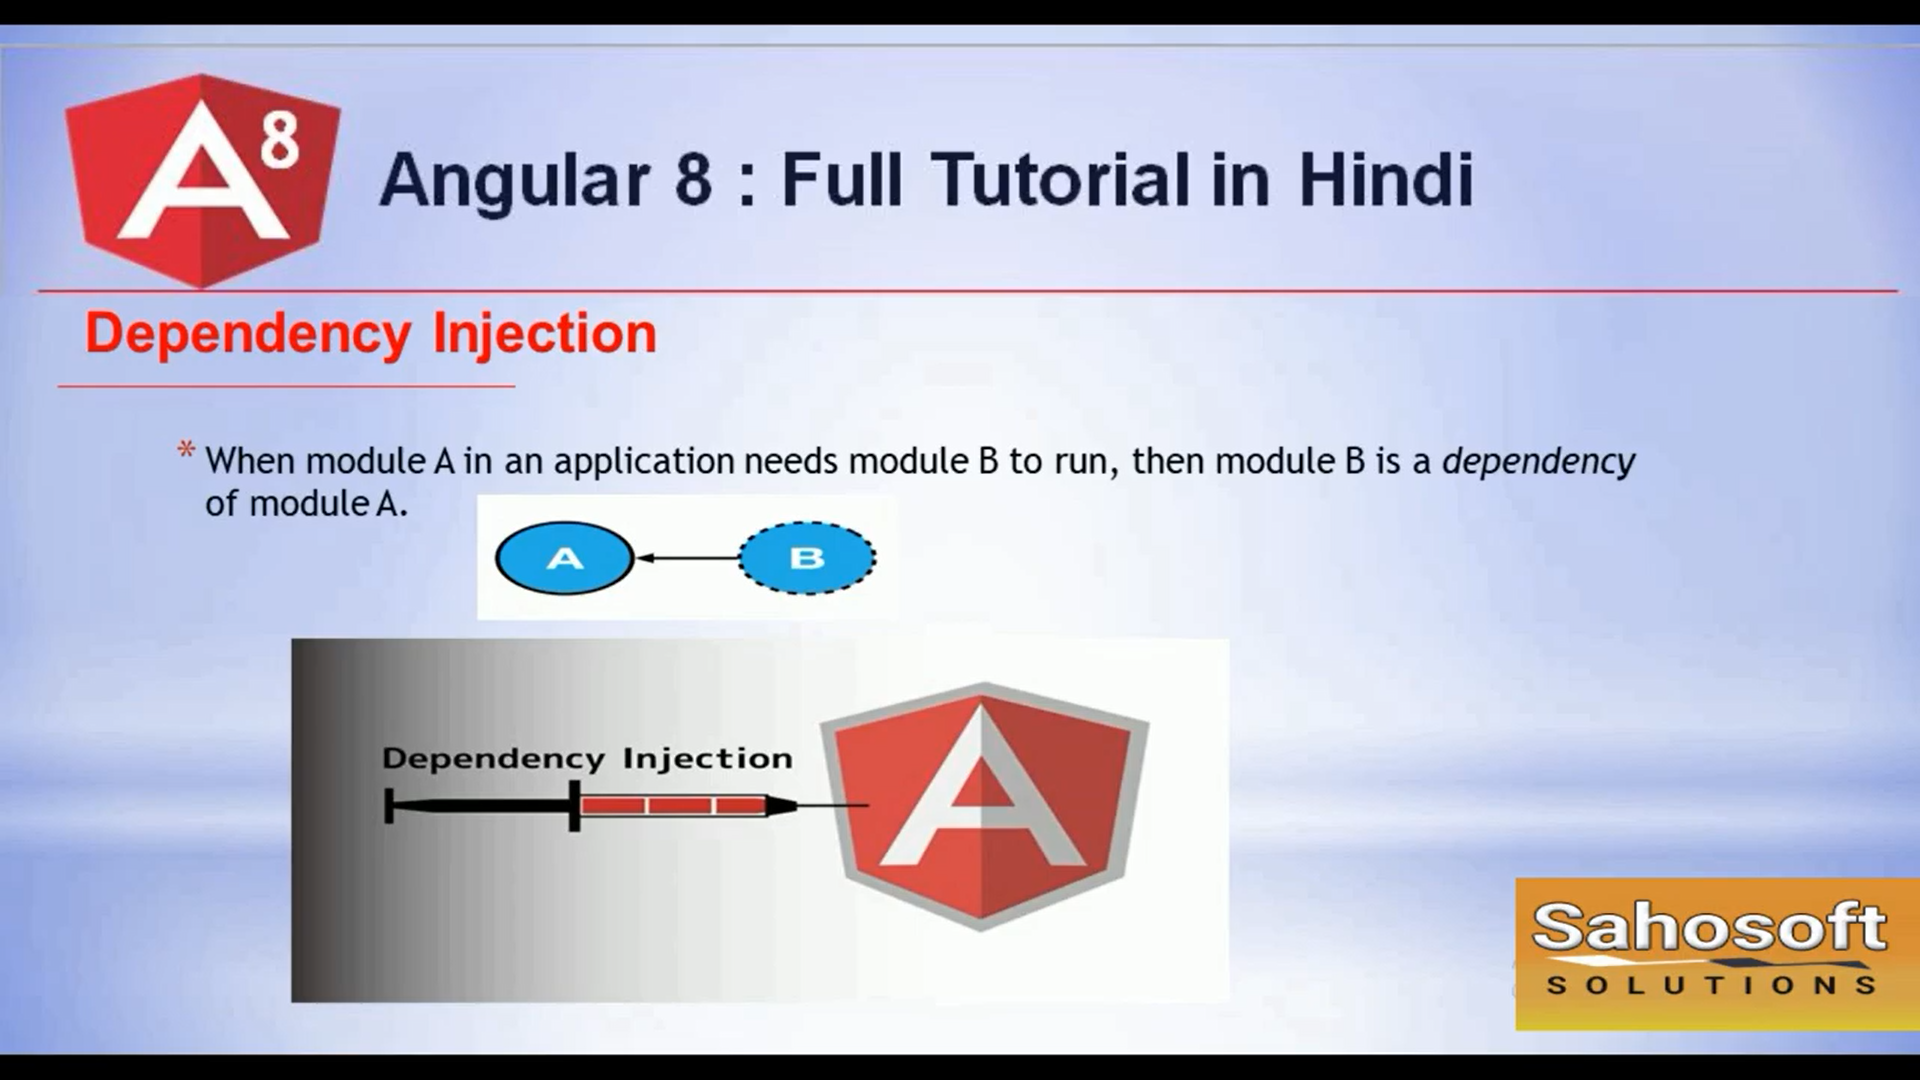 A 8
Angular 8 : Full Tutorial in Hindi
Dependency Injection
* When module A in an application needs module B to run, then module B is a dependency
of module A.
A B
Dependency Injection
A
Sahosoft
SOLUTIONS